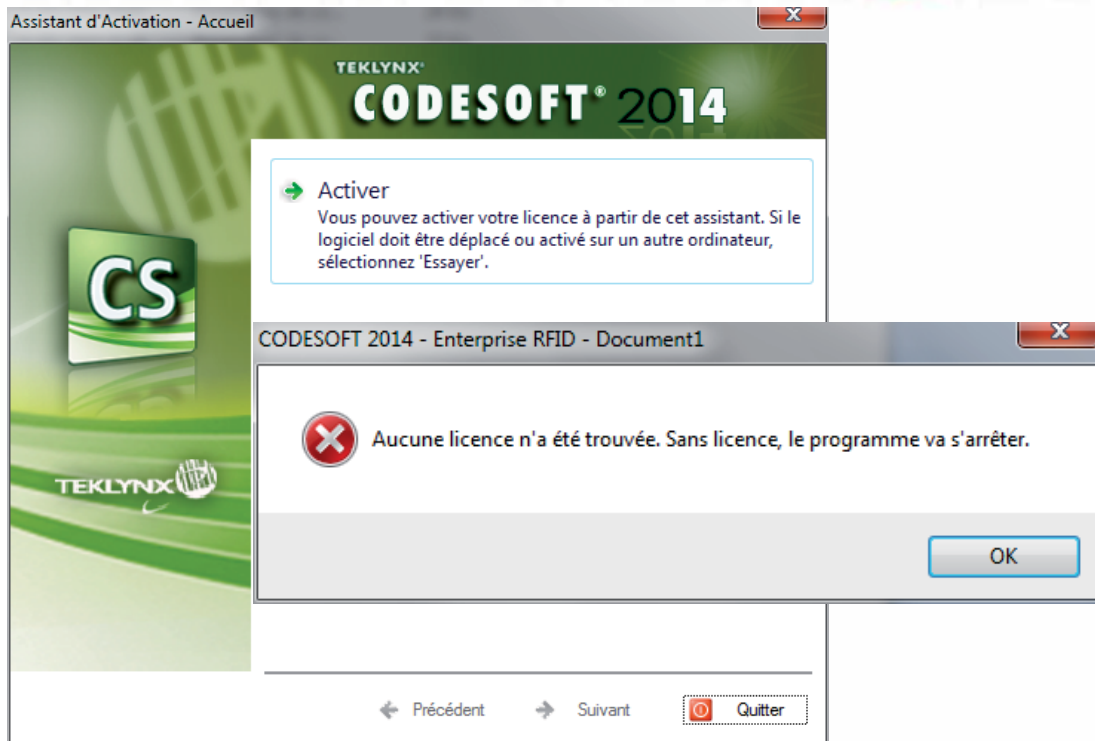 Assistant d'Activation - Accueil
TEKLYNX®
CODESOFT® 2014
Activer
Vous pouvez activer votre licence à partir de cet assistant. Si le
logiciel doit être déplacé ou activé sur un autre ordinateur,
sélectionnez 'Essayer'.
CS
TEKLYNX
CODESOFT 2014 - Enterprise RFID - Document1
Aucune licence n'a été trouvée. Sans licence, le programme va s'arrêter.
OK
Précédent Suivant Quitter